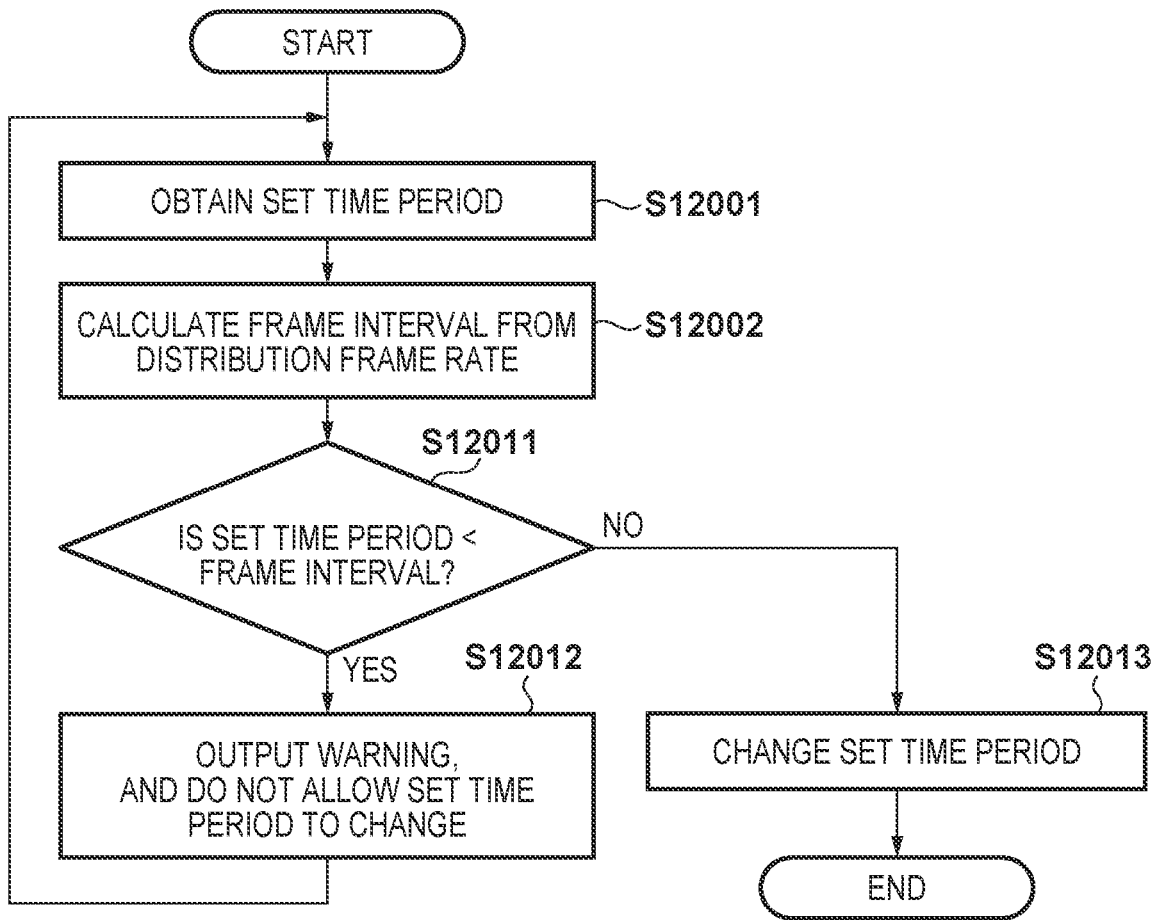 START
OBTAIN SET TIME PERIOD
S12001
CALCULATE FRAME INTERVAL FROM
DISTRIBUTION FRAME RATE
S12002
S12011
IS SET TIME PERIOD <
FRAME INTERVAL?
NO
YES
S12012
OUTPUT WARNING,
AND DO NOT ALLOW SET TIME
PERIOD TO CHANGE
S12013
CHANGE SET TIME PERIOD
END